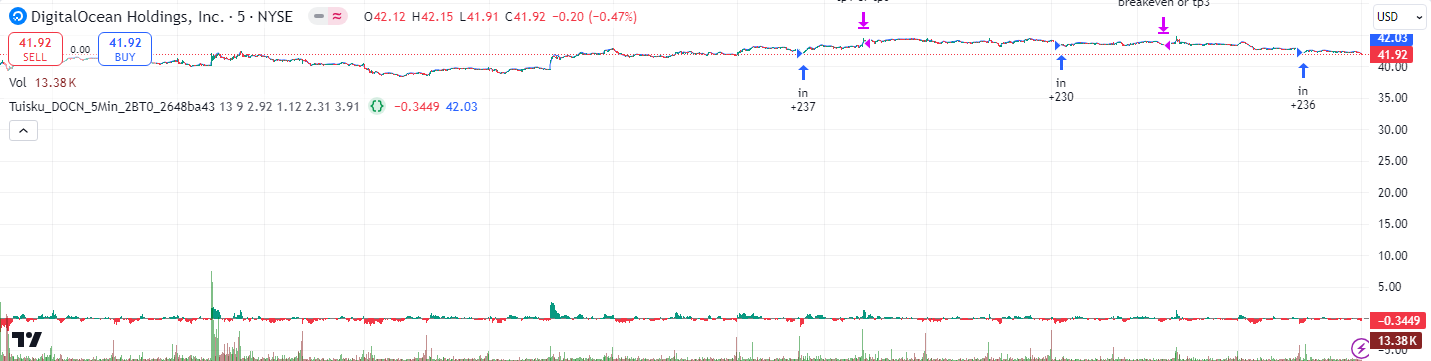 DigitalOcean Holdings, Inc. · 5 · NYSE O42.12 H42.15 L41.91 C41.92 −0.20 (−0.47%)
breakeven or tp3
USD
41.92 SELL
0.00
41.92 BUY
42.03
41.92
40.00
Vol 13.38 K
in
+237
in
+230
in
+236
35.00
Tuisku_DOCN_5Min_2BT0_2648ba43 13 9 2.92 1.12 2.31 3.91 −0.3449 42.03
30.00
25.00
20.00
15.00
10.00
5.00
−0.3449
13.38 K